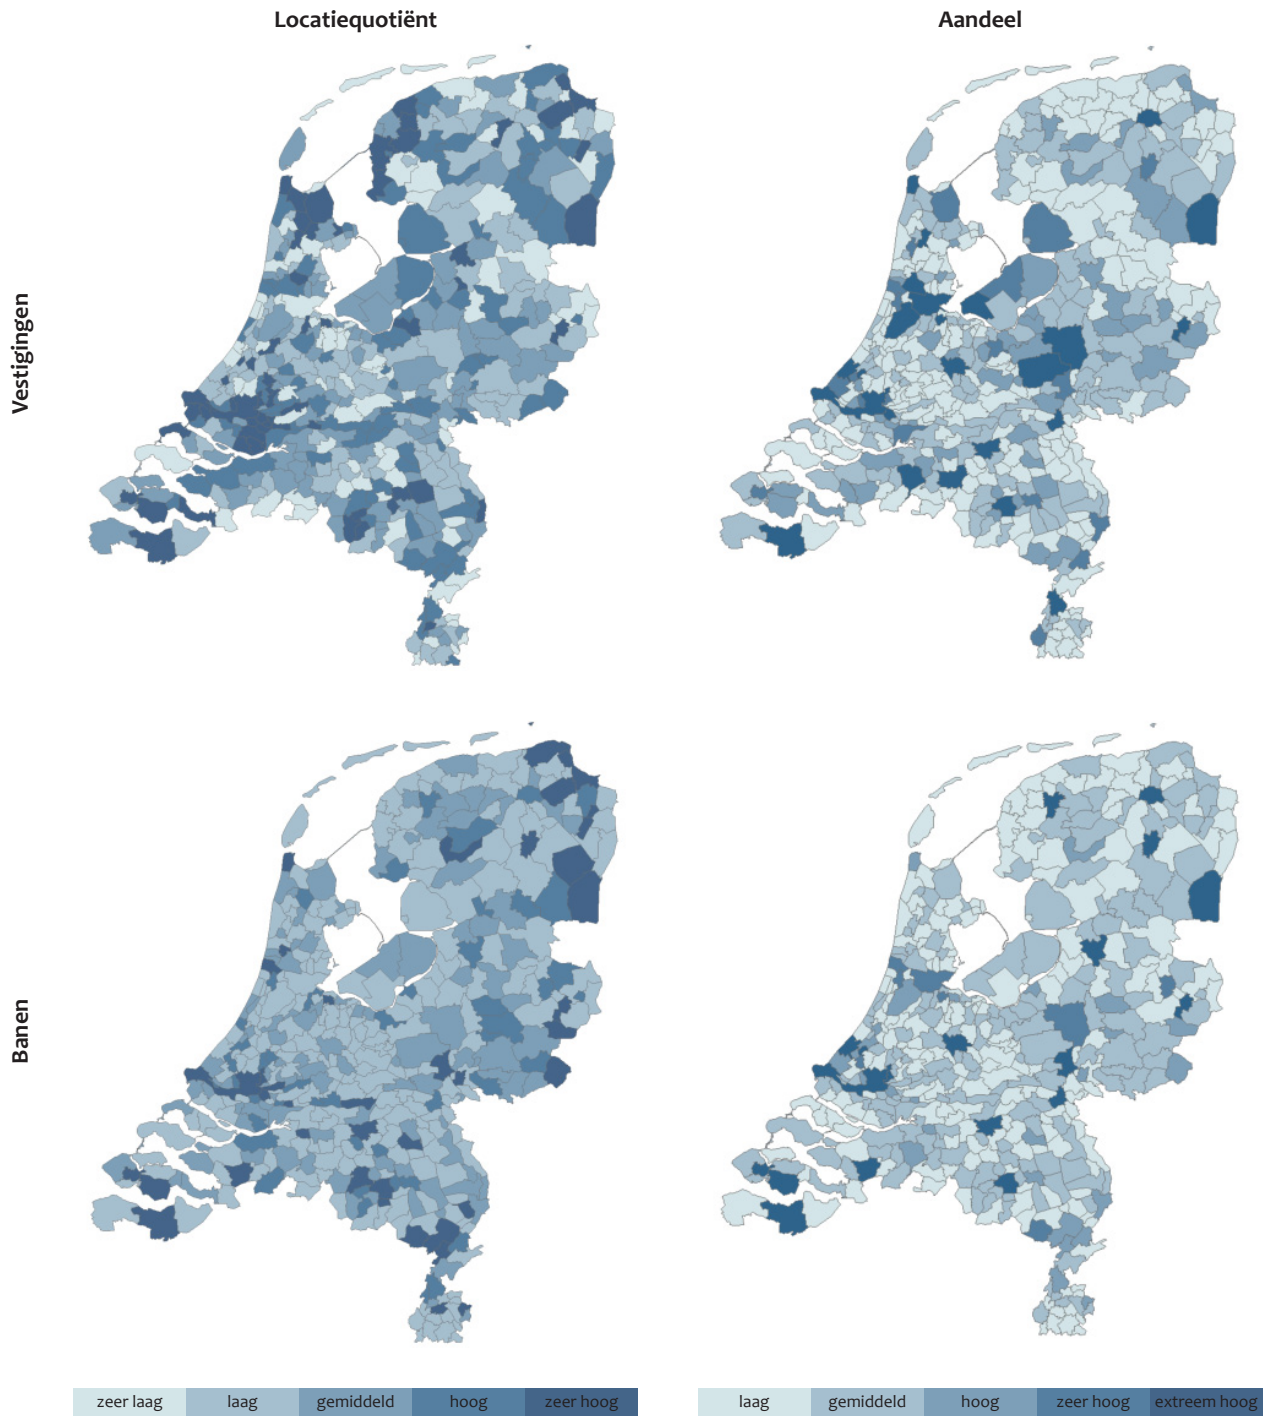 Locatiequotiënt
Aandeel
Vestigingen
Banen
zeer laag
laag
gemiddeld
hoog
zeer hoog
laag
gemiddeld
hoog
zeer hoog
extreem hoog